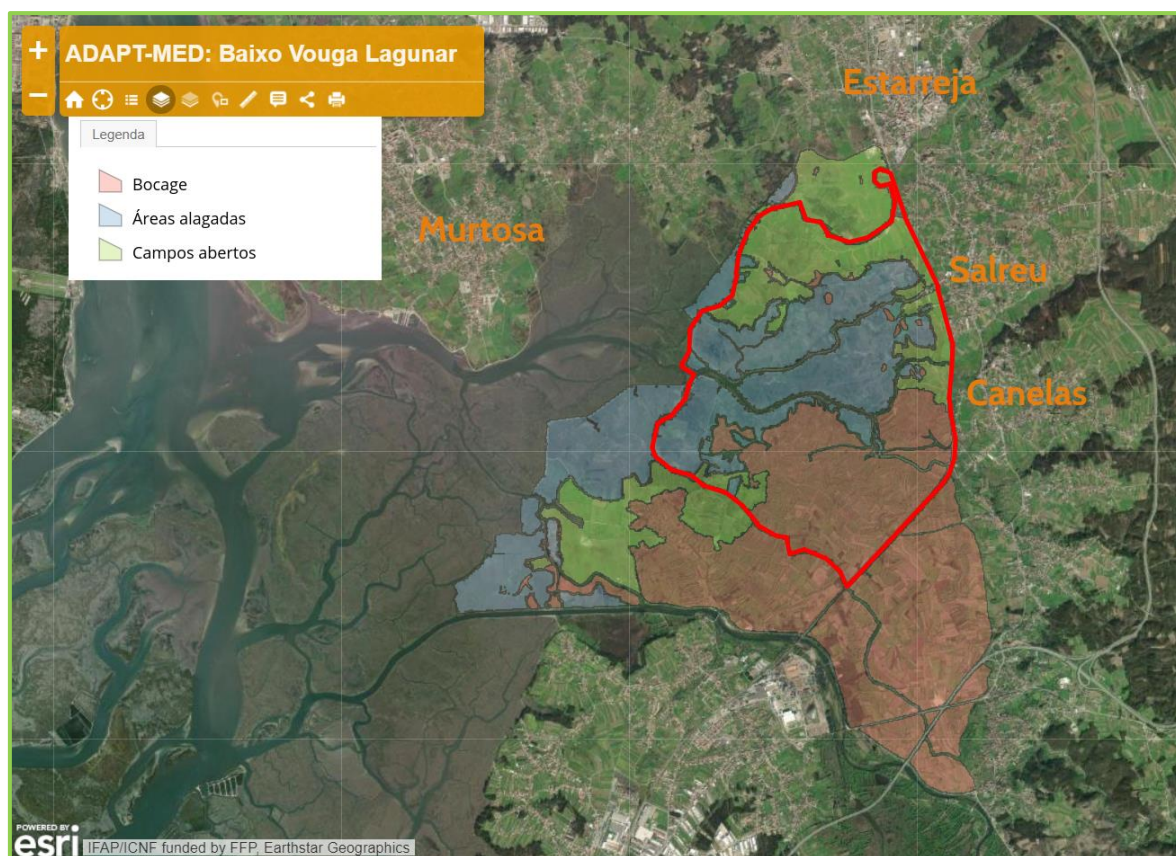 +
ADAPT-MED: Baixo Vouga Lagunar
−
Legenda
Bocage
Áreas alagadas
Campos abertos
Estarreja
Murtosa
Salreu
Canelas
POWERED BY
esri
IFAP/ICNF funded by FFP, Earthstar Geographics